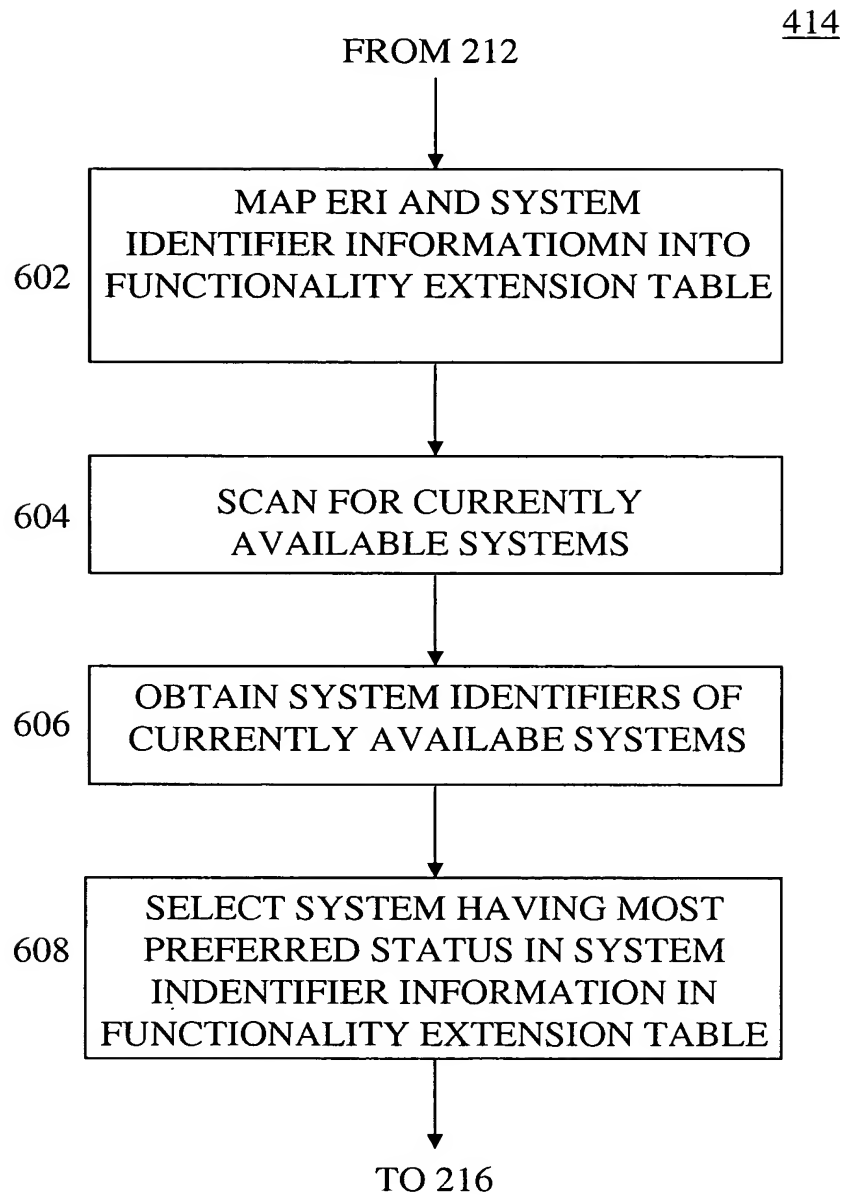 414
FROM 212
MAP ERI AND SYSTEM
IDENTIFIER INFORMATIOMN INTO
FUNCTIONALITY EXTENSION TABLE
602
SCAN FOR CURRENTLY
AVAILABLE SYSTEMS
604
OBTAIN SYSTEM IDENTIFIERS OF
CURRENTLY AVAILABE SYSTEMS
606
SELECT SYSTEM HAVING MOST
PREFERRED STATUS IN SYSTEM
INDENTIFIER INFORMATION IN
FUNCTIONALITY EXTENSION TABLE
608
TO 216